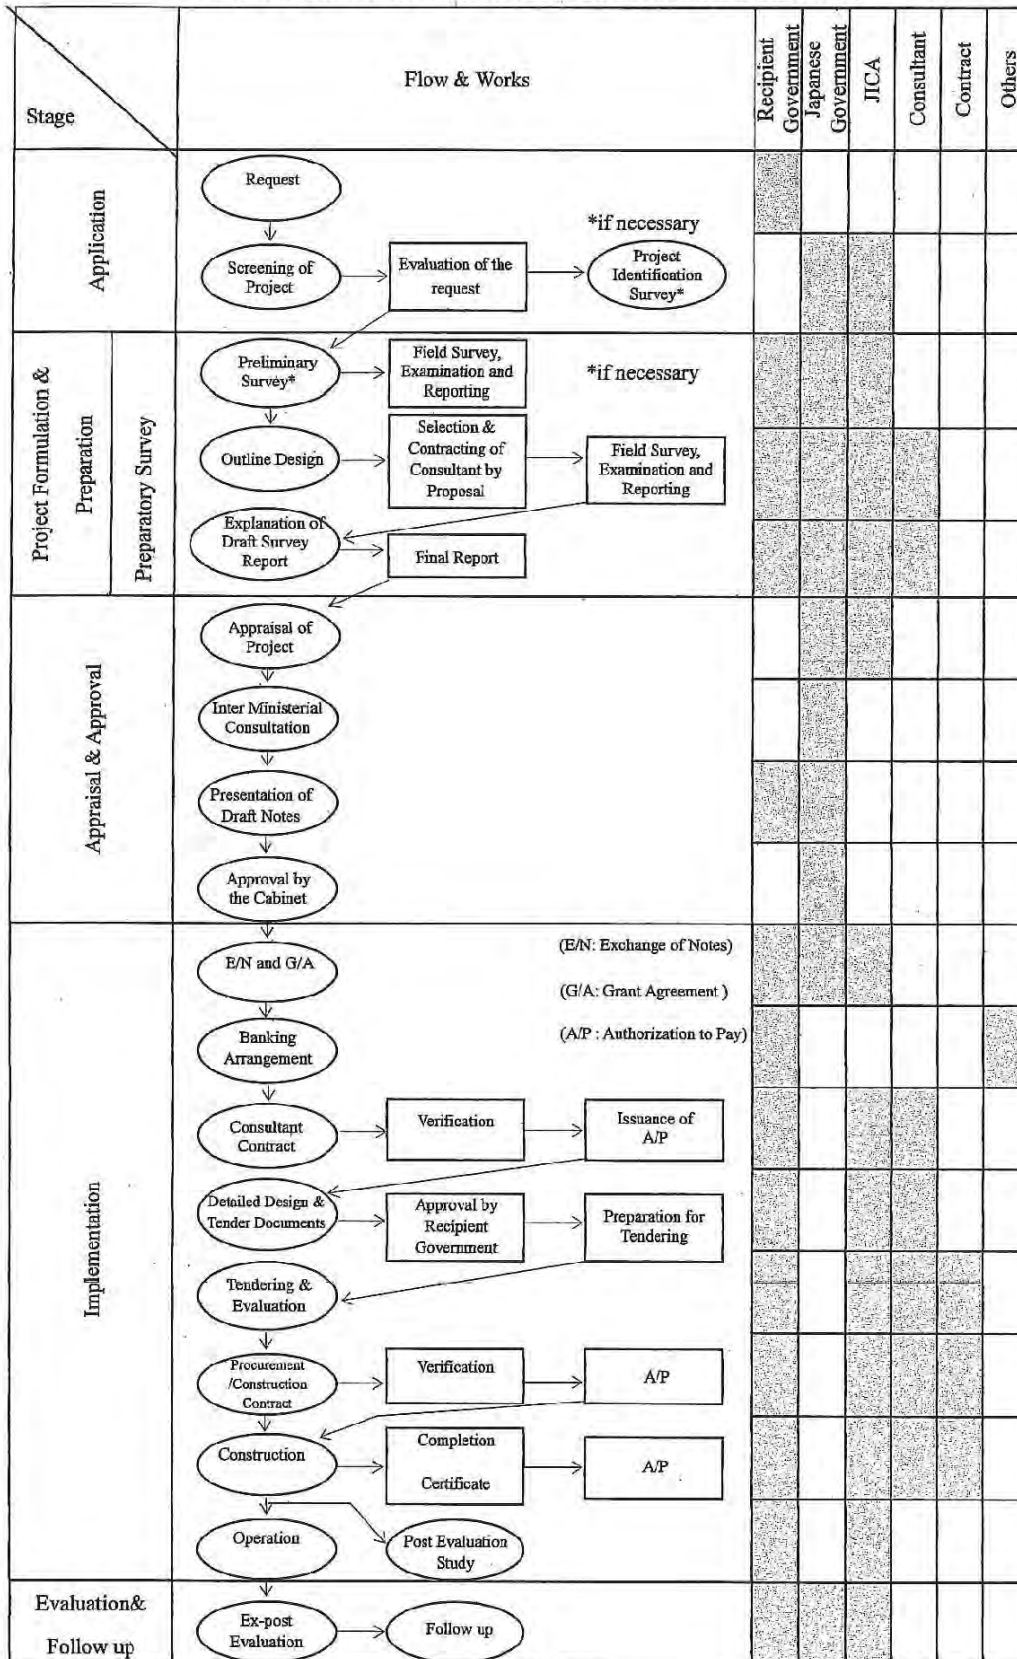 Stage
Flow & Works
Recipient
Government
Japanese
Government
JICA
Consultant
Contract
Others
Application
Request
Screening of
Project
Evaluation of the
request
*if necessary
Project
Identification
Survey*
Project Formulation &
Preparation
Preparatory Survey
Preliminary
Survey*
Field Survey,
Examination and
Reporting
*if necessary
Outline Design
Selection &
Contracting of
Consultant by
Proposal
Field Survey,
Examination and
Reporting
Explanation of
Draft Survey
Report
Final Report
Appraisal & Approval
Appraisal of
Project
Inter Ministerial
Consultation
Presentation of
Draft Notes
Approval by
the Cabinet
Implementation
E/N and G/A
(E/N: Exchange of Notes)
(G/A: Grant Agreement )
(A/P : Authorization to Pay)
Banking
Arrangement
Consultant
Contract
Verification
Issuance of
A/P
Detailed Design &
Tender Documents
Approval by
Recipient
Government
Preparation for
Tendering
Tendering &
Evaluation
Procurement
/Construction
Contract
Verification
A/P
Construction
Completion
Certificate
A/P
Operation
Post Evaluation
Study
Evaluation&
Follow up
Ex-post
Evaluation
Follow up